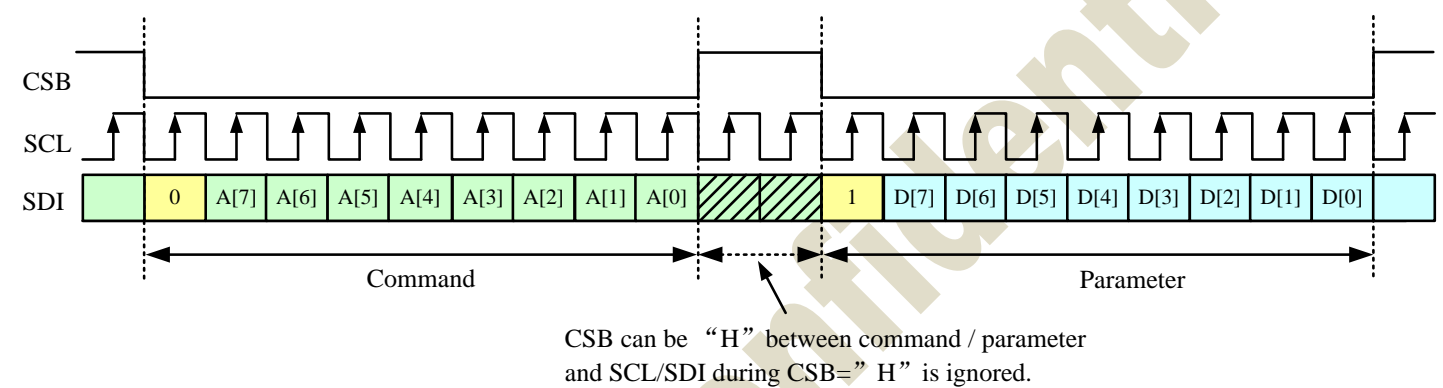 CSB
SCL
SDI 0 A[7] A[6] A[5] A[4] A[3] A[2] A[1] A[0] 1 D[7] D[6] D[5] D[4] D[3] D[2] D[1] D[0]
Command Parameter
CSB can be “H” between command / parameter
and SCL/SDI during CSB=”H” is ignored.